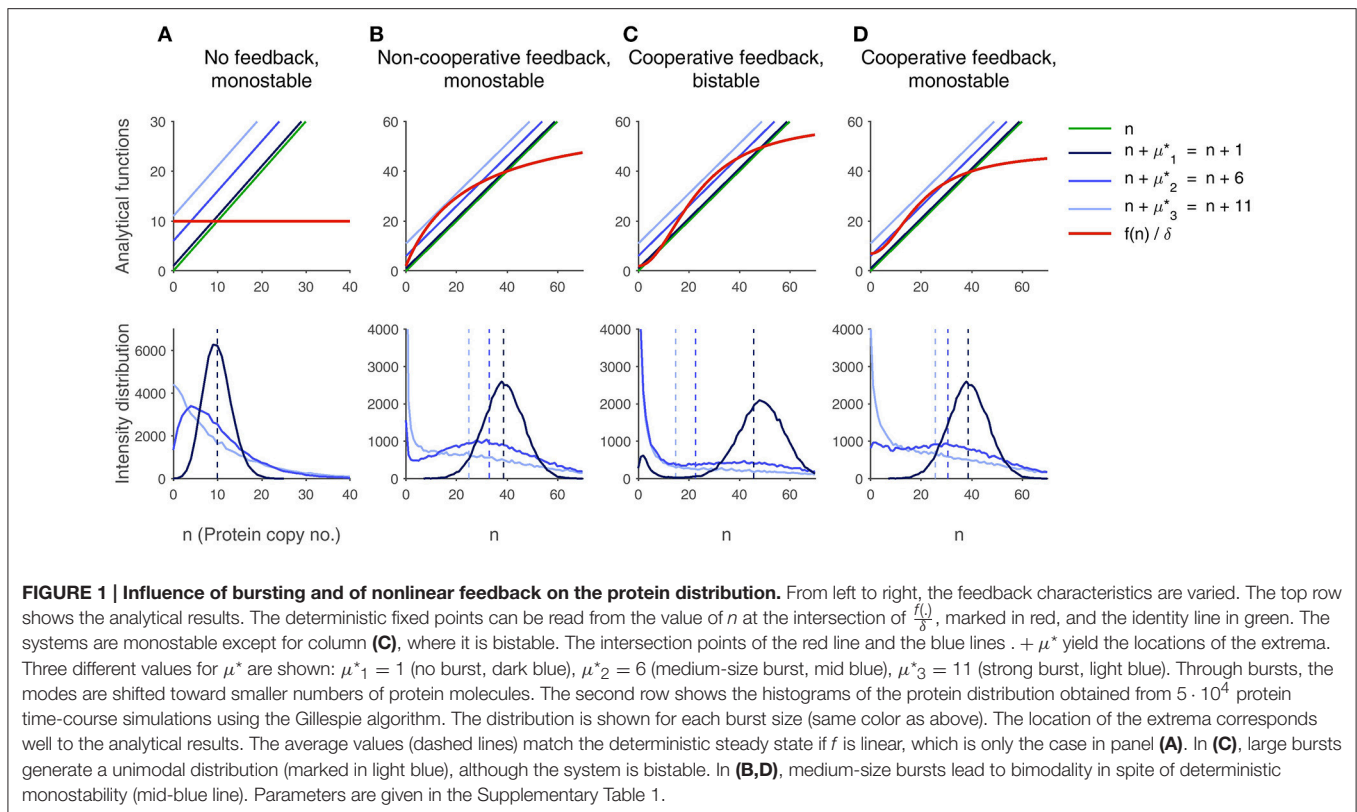 A
B
C
D
No feedback,
monostable
Non-cooperative feedback,
monostable
Cooperative feedback,
bistable
Cooperative feedback,
monostable
Analytical functions
30
20
10
0
0 10 20 30 40
60
40
20
0
0 20 40 60
60
40
20
0
0 20 40 60
60
40
20
0
0 20 40 60
n
n + μ*₁ = n + 1
n + μ*₂ = n + 6
n + μ*₃ = n + 11
f(n) / δ
Intensity distribution
6000
4000
2000
0
0 10 20 30 40
4000
3000
2000
1000
0
0 20 40 60
4000
3000
2000
1000
0
0 20 40 60
4000
3000
2000
1000
0
0 20 40 60
n (Protein copy no.)
n
n
n
FIGURE 1 | Influence of bursting and of nonlinear feedback on the protein distribution. From left to right, the feedback characteristics are varied. The top row
shows the analytical results. The deterministic fixed points can be read from the value of n at the intersection of f(.)/δ, marked in red, and the identity line in green. The
systems are monostable except for column (C), where it is bistable. The intersection points of the red line and the blue lines . + μ* yield the locations of the extrema.
Three different values for μ* are shown: μ*₁ = 1 (no burst, dark blue), μ*₂ = 6 (medium-size burst, mid blue), μ*₃ = 11 (strong burst, light blue). Through bursts, the
modes are shifted toward smaller numbers of protein molecules. The second row shows the histograms of the protein distribution obtained from 5 · 10⁴ protein
time-course simulations using the Gillespie algorithm. The distribution is shown for each burst size (same color as above). The location of the extrema corresponds
well to the analytical results. The average values (dashed lines) match the deterministic steady state if f is linear, which is only the case in panel (A). In (C), large bursts
generate a unimodal distribution (marked in light blue), although the system is bistable. In (B,D), medium-size bursts lead to bimodality in spite of deterministic
monostability (mid-blue line). Parameters are given in the Supplementary Table 1.